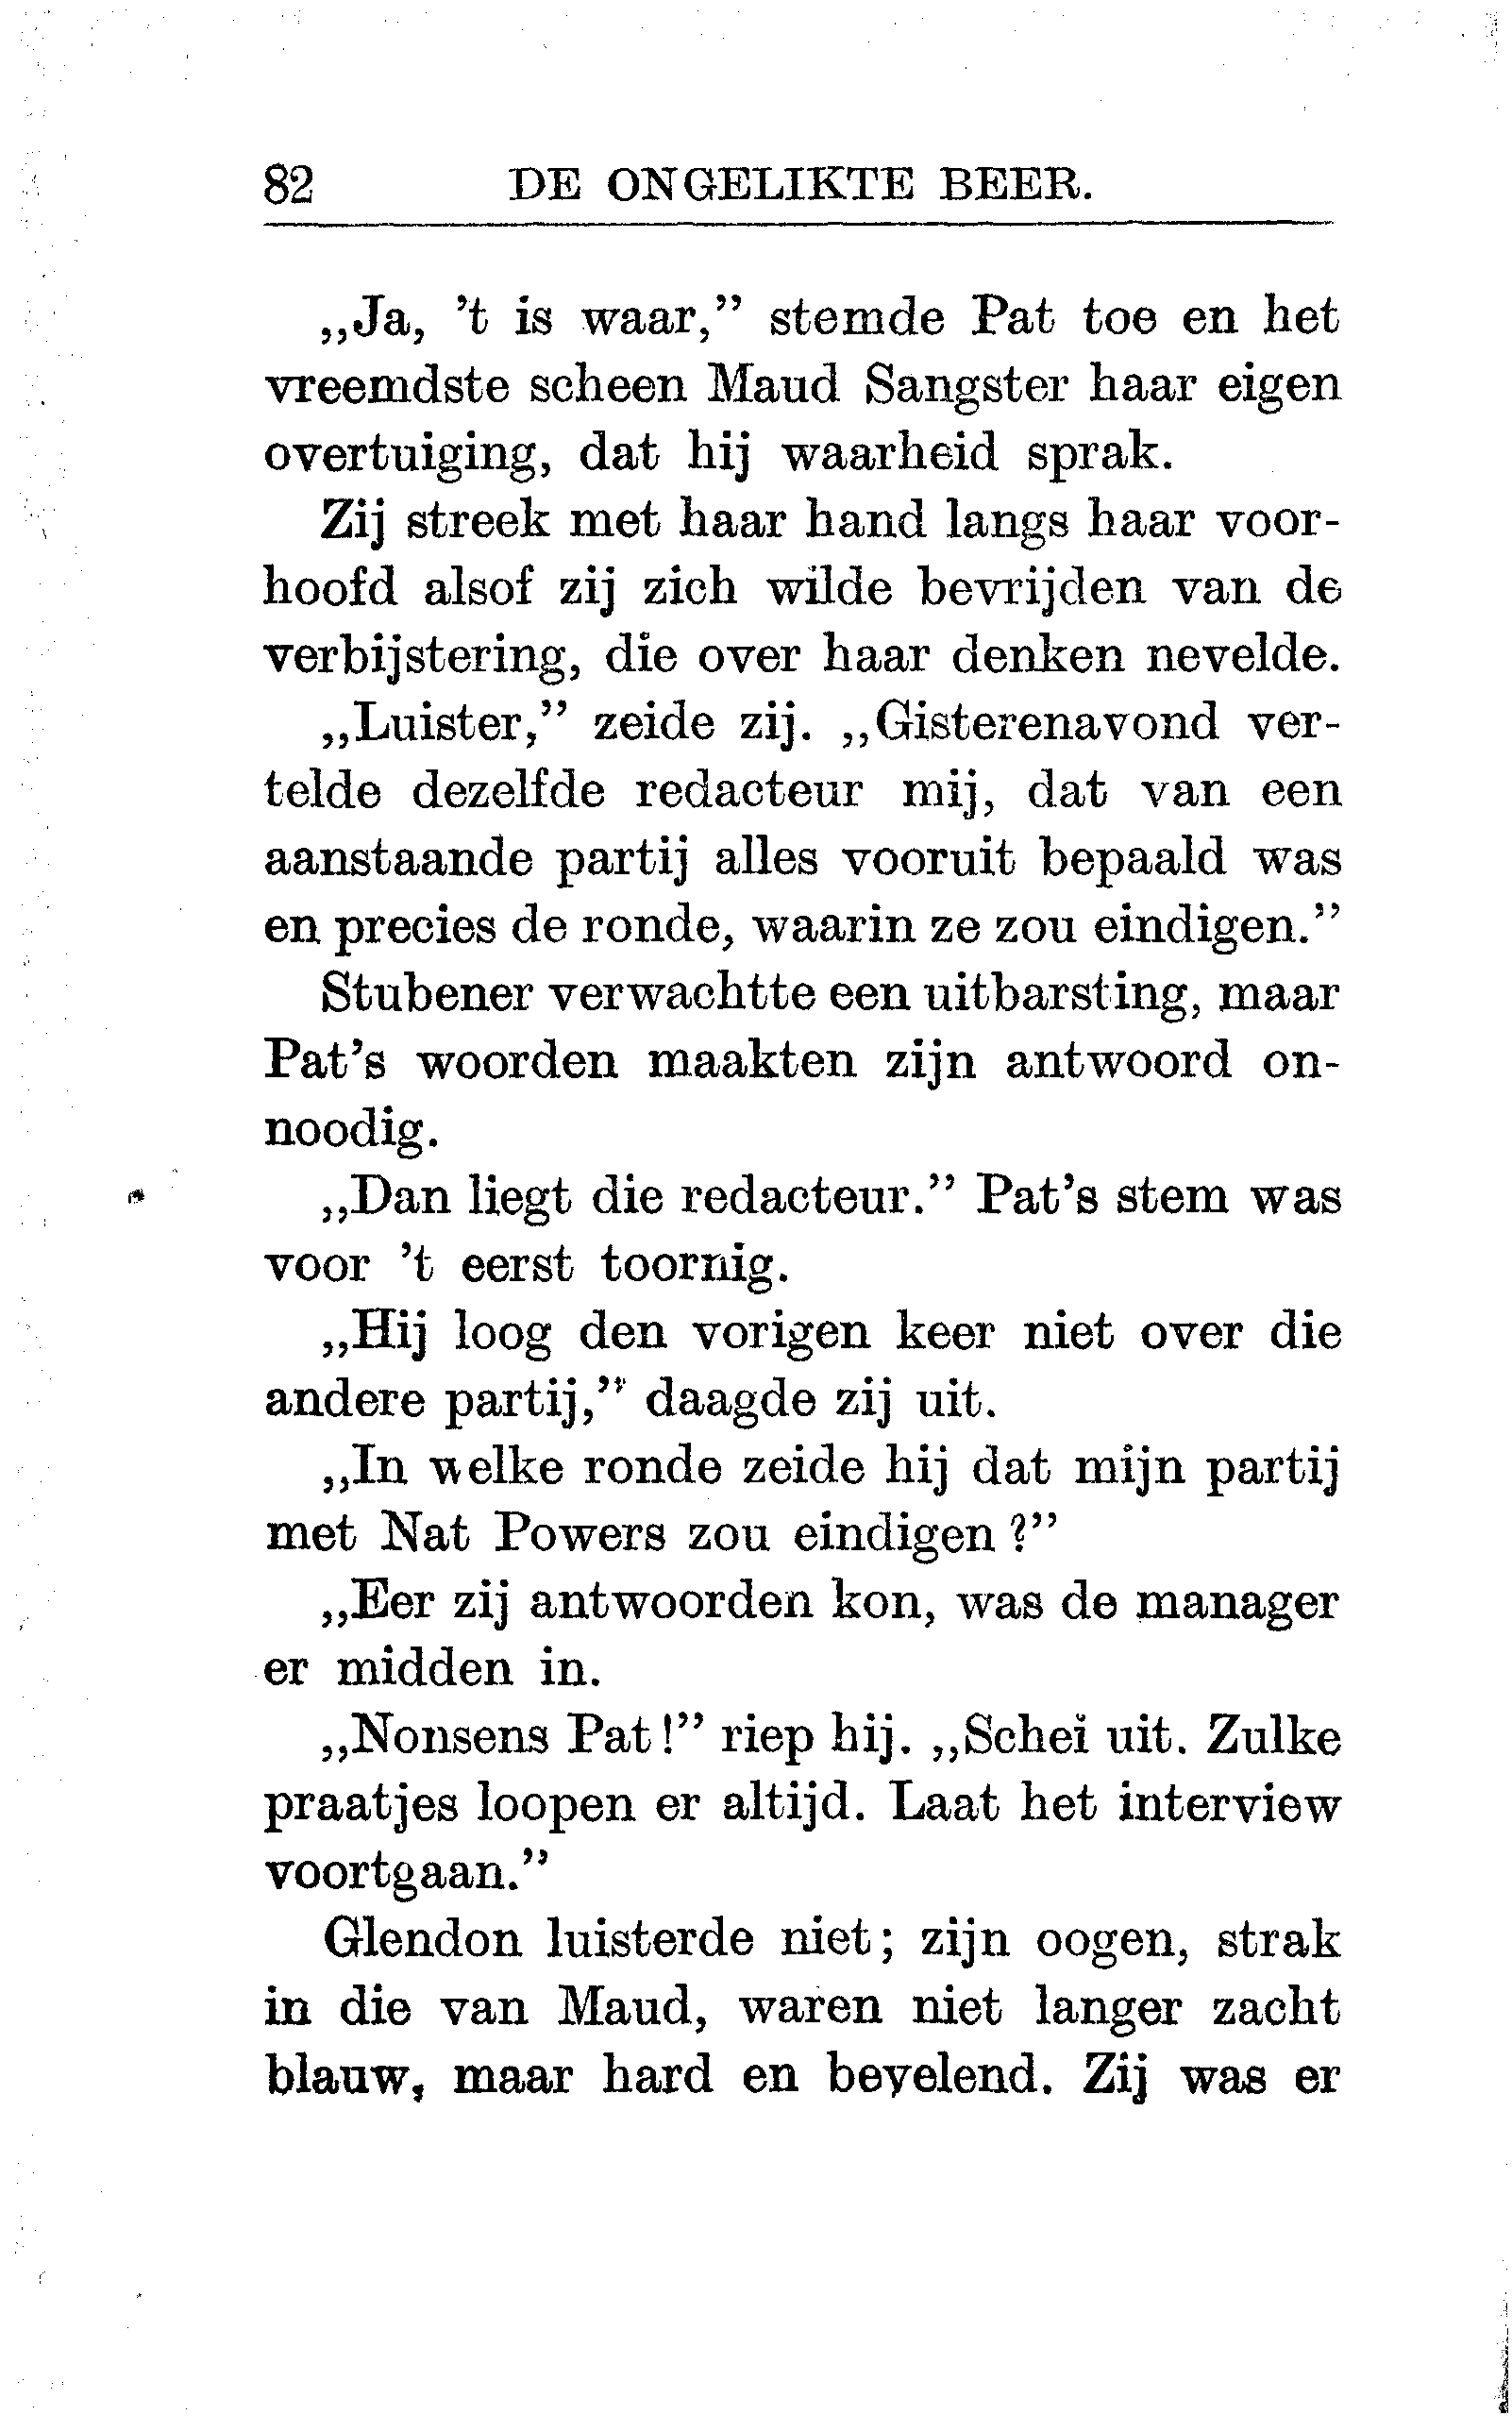 82 DE ONGELIKTE BEER.
„Ja, 't is waar,” stemde Pat toe en het
vreemdste scheen Maud Sangster haar eigen
overtuiging, dat hij waarheid sprak.
Zij streek met haar hand langs haar voor-
hoofd alsof zij zich wilde bevrijden van de
verbijstering, die over haar denken nevelde.
„Luister,” zeide zij. „Gisterenavond ver-
telde dezelfde redacteur mij, dat van een
aanstaande partij alles vooruit bepaald was
en precies de ronde, waarin ze zou eindigen.”
Stubener verwachtte een uitbarsting, maar
Pat's woorden maakten zijn antwoord on-
noodig.
„Dan liegt die redacteur.” Pat's stem was
voor 't eerst toornig.
„Hij loog den vorigen keer niet over die
andere partij,” daagde zij uit.
„In welke ronde zeide hij dat mijn partij
met Nat Powers zou eindigen?”
„Eer zij antwoorden kon, was de manager
er midden in.
„Nonsens Pat!” riep hij. „Schei uit. Zulke
praatjes loopen er altijd. Laat het interview
voortgaan.”
Glendon luisterde niet; zijn oogen, strak
in die van Maud, waren niet langer zacht
blauw, maar hard en bevelend. Zij was er